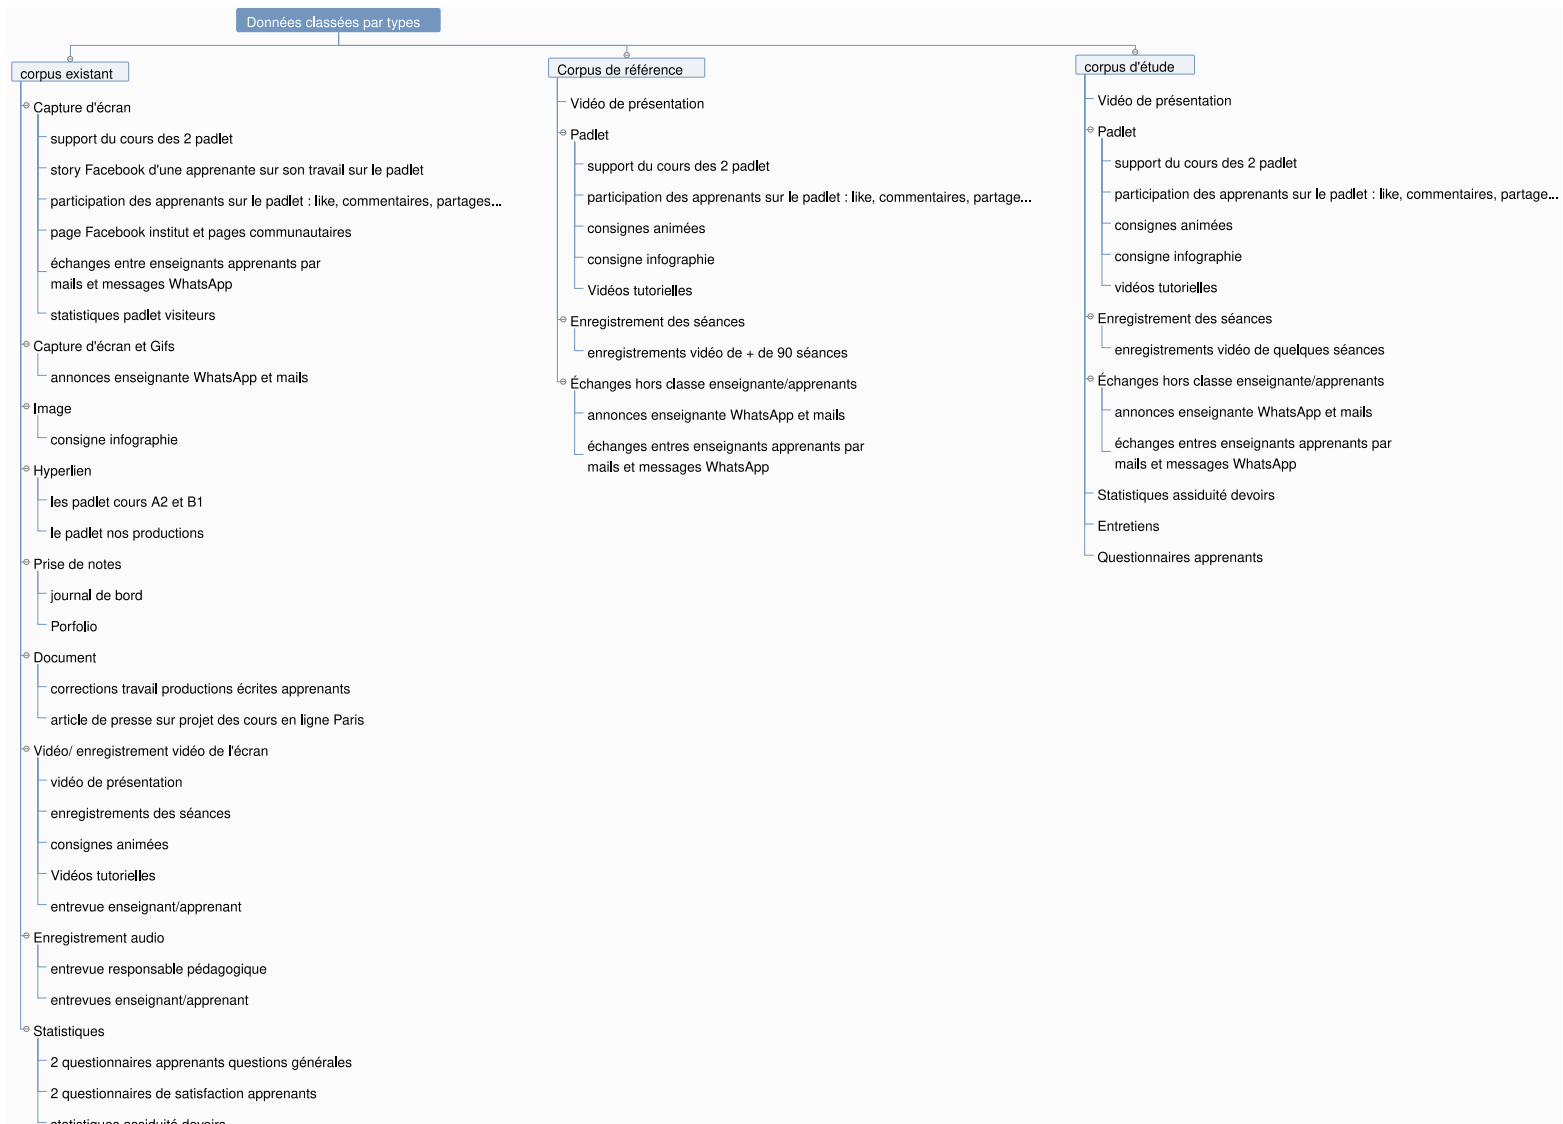 Données classées par types
corpus existant
Capture d'écran
support du cours des 2 padlet
story Facebook d'une apprenante sur son travail sur le padlet
participation des apprenants sur le padlet : like, commentaires, partages...
page Facebook institut et pages communautaires
échanges entre enseignants apprenants par
mails et messages WhatsApp
statistiques padlet visiteurs
Capture d'écran et Gifs
annonces enseignante WhatsApp et mails
Image
consigne infographie
Hyperlien
les padlet cours A2 et B1
le padlet nos productions
Prise de notes
journal de bord
Porfolio
Document
corrections travail productions écrites apprenants
article de presse sur projet des cours en ligne Paris
Vidéo/ enregistrement vidéo de l'écran
vidéo de présentation
enregistrements des séances
consignes animées
Vidéos tutorielles
entrevue enseignant/apprenant
Enregistrement audio
entrevue responsable pédagogique
entrevues enseignant/apprenant
Statistiques
2 questionnaires apprenants questions générales
2 questionnaires de satisfaction apprenants
statistiques assiduité devoirs
Corpus de référence
Vidéo de présentation
Padlet
support du cours des 2 padlet
participation des apprenants sur le padlet : like, commentaires, partage...
consignes animées
consigne infographie
Vidéos tutorielles
Enregistrement des séances
enregistrements vidéo de + de 90 séances
Échanges hors classe enseignante/apprenants
annonces enseignante WhatsApp et mails
échanges entres enseignants apprenants par
mails et messages WhatsApp
corpus d'étude
Vidéo de présentation
Padlet
support du cours des 2 padlet
participation des apprenants sur le padlet : like, commentaires, partage...
consignes animées
consigne infographie
vidéos tutorielles
Enregistrement des séances
enregistrements vidéo de quelques séances
Échanges hors classe enseignante/apprenants
annonces enseignante WhatsApp et mails
échanges entres enseignants apprenants par
mails et messages WhatsApp
Statistiques assiduité devoirs
Entretiens
Questionnaires apprenants